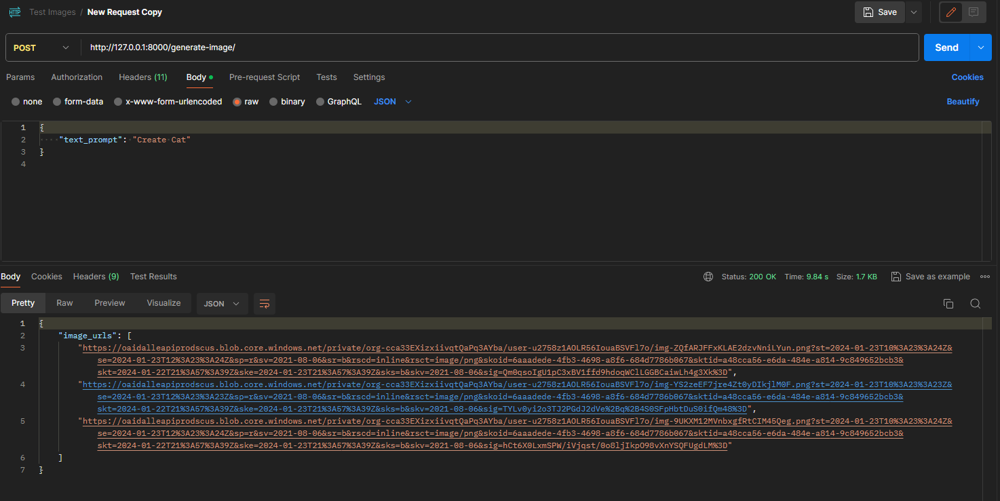 HTTP Test Images / New Request Copy Save
POST http://127.0.0.1:8000/generate-image/ Send
Params Authorization Headers (11) Body Pre-request Script Tests Settings Cookies
none form-data x-www-form-urlencoded raw binary GraphQL JSON Beautify
1 {
2 "text_prompt": "Create Cat"
3 }
4
Body Cookies Headers (9) Test Results Status: 200 OK Time: 9.84 s Size: 1.7 KB Save as example
Pretty Raw Preview Visualize JSON
1 {
2 "image_urls": [
3 "https://oaidalleapiprodscus.blob.core.windows.net/private/org-cca33EXizxiivqtQaPq3AYba/user-u2758z1AOLR56IouaBSVFl7o/img-ZQfARJFFxKLAE2dzvNniLYun.png?st=2024-01-23T10%3A23%3A24Z&
se=2024-01-23T12%3A23%3A24Z&sp=r&sv=2021-08-06&sr=b&rscd=inline&rsct=image/png&skoid=6aaadede-4fb3-4698-a8f6-684d7786b067&sktid=a48cca56-e6da-484e-a814-9c849652bcb3&
skt=2024-01-22T21%3A57%3A39Z&ske=2024-01-23T21%3A57%3A39Z&sks=b&skv=2021-08-06&sig=Qm0qsoIgU1pC3xBV1ffd9hdoqWClLGGBCaiwLh4g3Xk%3D",
4 "https://oaidalleapiprodscus.blob.core.windows.net/private/org-cca33EXizxiivqtQaPq3AYba/user-u2758z1AOLR56IouaBSVFl7o/img-YS2zeEF7jre4Zt0yDIkjlM0F.png?st=2024-01-23T10%3A23%3A23Z&
se=2024-01-23T12%3A23%3A23Z&sp=r&sv=2021-08-06&sr=b&rscd=inline&rsct=image/png&skoid=6aaadede-4fb3-4698-a8f6-684d7786b067&sktid=a48cca56-e6da-484e-a814-9c849652bcb3&
skt=2024-01-22T21%3A57%3A39Z&ske=2024-01-23T21%3A57%3A39Z&sks=b&skv=2021-08-06&sig=TYLv0yi2o3TJ2PGdJ2dVe%2Bq%2B4S0SFpHbtDuS0ifQm48%3D",
5 "https://oaidalleapiprodscus.blob.core.windows.net/private/org-cca33EXizxiivqtQaPq3AYba/user-u2758z1AOLR56IouaBSVFl7o/img-9UKXM12MVnbxgfRtCIM45Qeg.png?st=2024-01-23T10%3A23%3A24Z&
se=2024-01-23T12%3A23%3A24Z&sp=r&sv=2021-08-06&sr=b&rscd=inline&rsct=image/png&skoid=6aaadede-4fb3-4698-a8f6-684d7786b067&sktid=a48cca56-e6da-484e-a814-9c849652bcb3&
skt=2024-01-22T21%3A57%3A39Z&ske=2024-01-23T21%3A57%3A39Z&sks=b&skv=2021-08-06&sig=hCt6X0LxmSPW/iVjqst/0o8ljIkpO98vXnYSQFUgdLM%3D"
6 ]
7 }